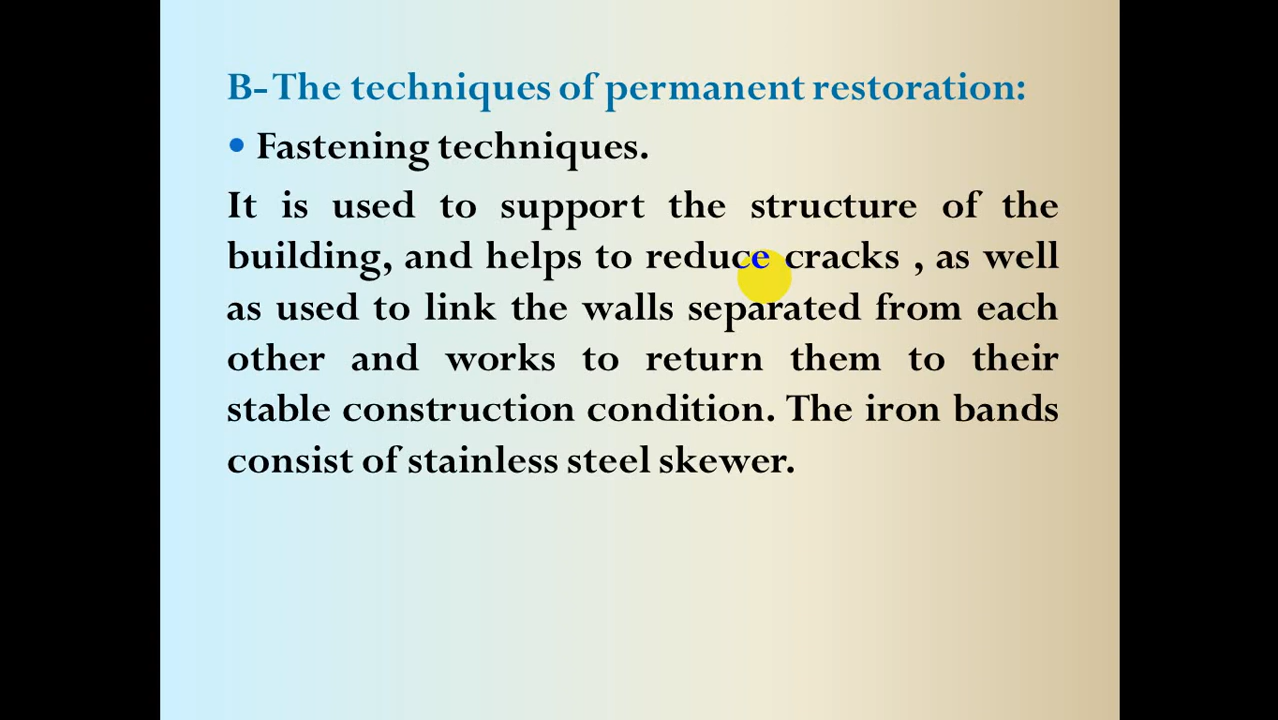 B- The techniques of permanent restoration:
• Fastening techniques.
It is used to support the structure of the
building, and helps to reduce cracks , as well
as used to link the walls separated from each
other and works to return them to their
stable construction condition. The iron bands
consist of stainless steel skewer.